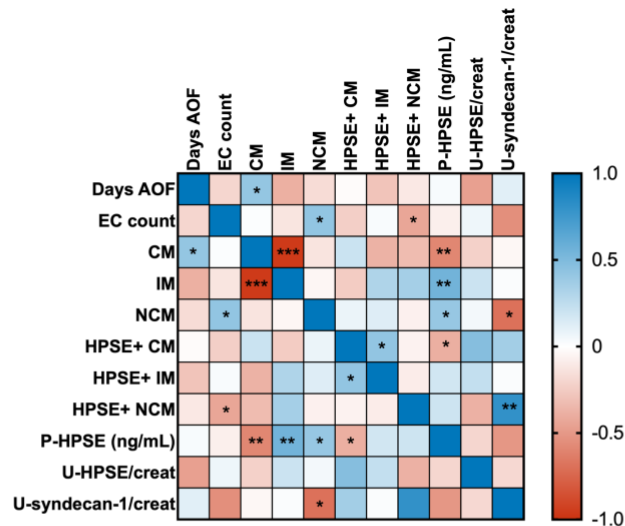 Days AOF
EC count
CM
IM
NCM
HPSE+ CM
HPSE+ IM
HPSE+ NCM
P-HPSE (ng/mL)
U-HPSE/creat
U-syndecan-1/creat
Days AOF *
EC count * *
CM * *** **
IM *** **
NCM * * *
HPSE+ CM * *
HPSE+ IM *
HPSE+ NCM * **
P-HPSE (ng/mL) ** ** * *
U-HPSE/creat
U-syndecan-1/creat *
1.0
0.5
0
-0.5
-1.0